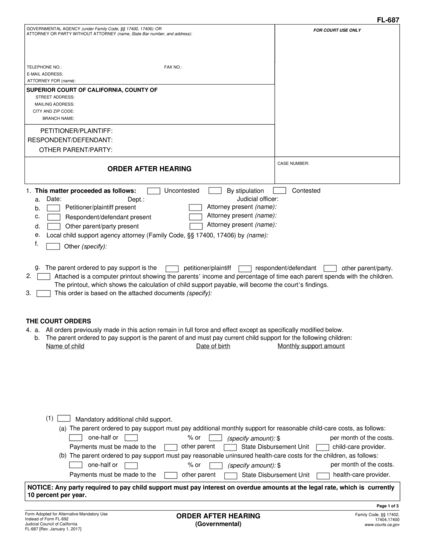 FL-687
GOVERNMENTAL AGENCY (under Family Code, §§ 17400, 17406): OR
ATTORNEY OR PARTY WITHOUT ATTORNEY (name, State Bar number, and address):
FOR COURT USE ONLY
TELEPHONE NO.: FAX NO.:
E-MAIL ADDRESS:
ATTORNEY FOR (name):
SUPERIOR COURT OF CALIFORNIA, COUNTY OF
STREET ADDRESS:
MAILING ADDRESS:
CITY AND ZIP CODE:
BRANCH NAME:
PETITIONER/PLAINTIFF:
RESPONDENT/DEFENDANT:
OTHER PARENT/PARTY:
ORDER AFTER HEARING
CASE NUMBER:
1. This matter proceeded as follows: Uncontested By stipulation Contested
a. Date: Dept.: Judicial officer:
b. Petitioner/plaintiff present Attorney present (name):
c. Respondent/defendant present Attorney present (name):
d. Other parent/party present Attorney present (name):
e. Local child support agency attorney (Family Code, §§ 17400, 17406) by (name):
f. Other (specify):
g. The parent ordered to pay support is the petitioner/plaintiff respondent/defendant other parent/party.
2. Attached is a computer printout showing the parents' income and percentage of time each parent spends with the children.
The printout, which shows the calculation of child support payable, will become the court's findings.
3. This order is based on the attached documents (specify):
THE COURT ORDERS
4. a. All orders previously made in this action remain in full force and effect except as specifically modified below.
b. The parent ordered to pay support is the parent of and must pay current child support for the following children:
Name of child Date of birth Monthly support amount
(1) Mandatory additional child support.
(a) The parent ordered to pay support must pay additional monthly support for reasonable child-care costs, as follows:
one-half or % or (specify amount): $ per month of the costs.
Payments must be made to the other parent State Disbursement Unit child-care provider.
(b) The parent ordered to pay support must pay reasonable uninsured health-care costs for the children, as follows:
one-half or % or (specify amount): $ per month of the costs.
Payments must be made to the other parent State Disbursement Unit health-care provider.
NOTICE: Any party required to pay child support must pay interest on overdue amounts at the legal rate, which is currently
10 percent per year.
Page 1 of 3
Form Adopted for Alternative Mandatory Use
Instead of Form FL-692
Judicial Council of California
FL-687 [Rev. January 1, 2017]
ORDER AFTER HEARING
(Governmental)
Family Code, §§ 17402,
17404,17400
www.courts.ca.gov